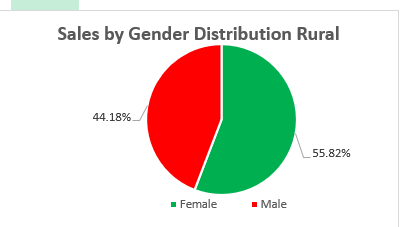 Sales by Gender Distribution Rural
44.18%
55.82%
Female Male